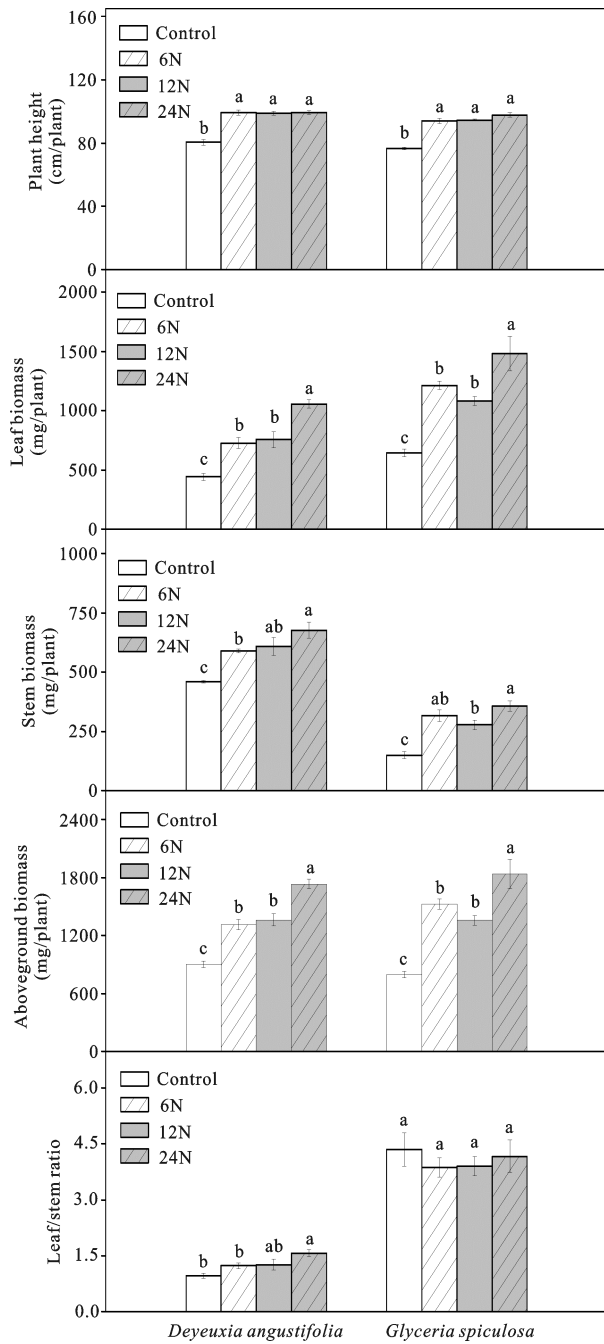 160
Control
6N
12N
24N
120
80
40
0
Plant height
(cm/plant)
b
a
a
a
b
a
a
a
2000
Control
6N
12N
24N
1500
1000
500
0
Leaf biomass
(mg/plant)
c
b
b
a
c
b
b
a
1000
Control
6N
12N
24N
750
500
250
0
Stem biomass
(mg/plant)
c
b
ab
a
c
ab
b
a
2400
Control
6N
12N
24N
1800
1200
600
0
Aboveground biomass
(mg/plant)
c
b
b
a
c
b
b
a
6.0
Control
6N
12N
24N
4.5
3.0
1.5
0.0
Leaf/stem ratio
b
b
ab
a
a
a
a
a
Deyeuxia angustifolia Glyceria spiculosa